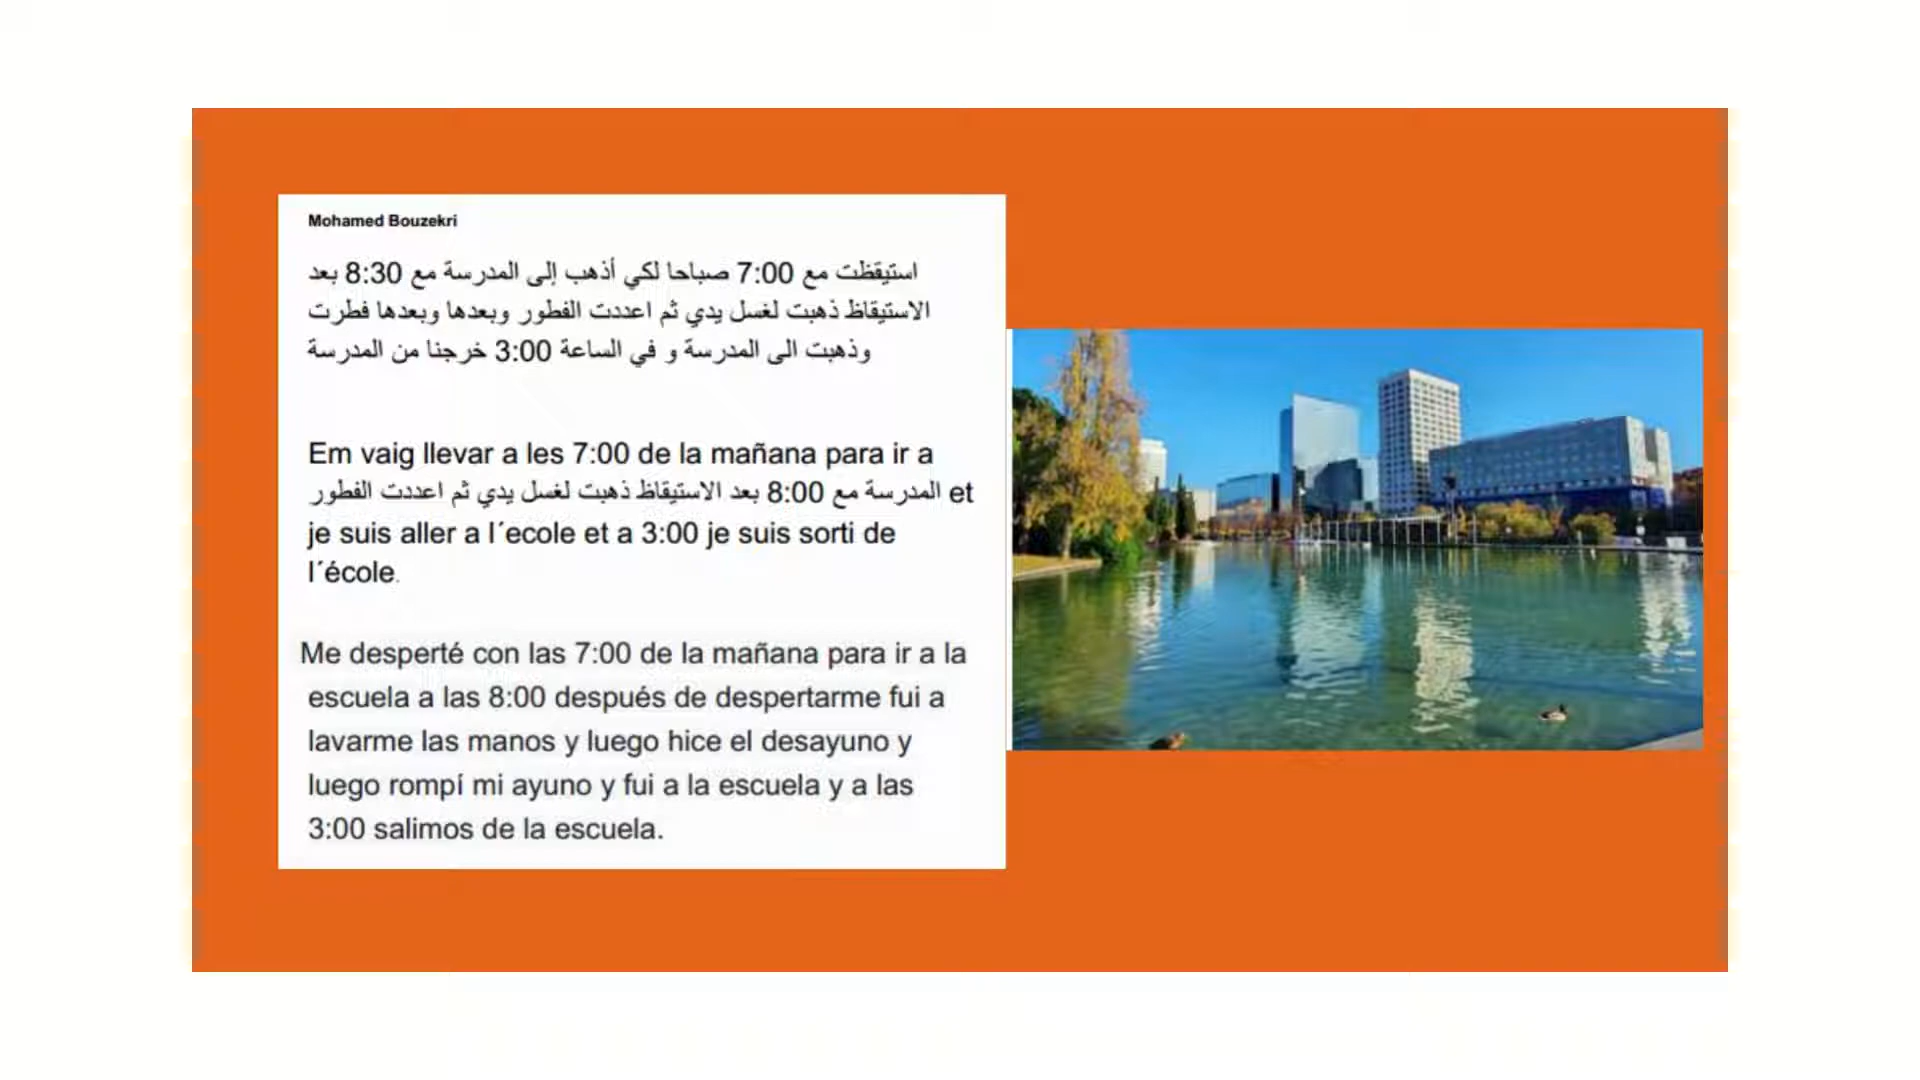 Mohamed Bouzekri
استيقظت مع 7:00 صباحا لكي أذهب إلى المدرسة مع 8:30 بعد
الاستيقاظ ذهبت لغسل يدي ثم اعددت الفطور وبعدها وبعدها فطرت
وذهبت الى المدرسة و في الساعة 3:00 خرجنا من المدرسة
Em vaig llevar a les 7:00 de la mañana para ir a
المدرسة مع 8:00 بعد الاستيقاظ ذهبت لغسل يدي ثم اعددت الفطور et
je suis aller a l´ecole et a 3:00 je suis sorti de
l´école.
Me desperté con las 7:00 de la mañana para ir a la
escuela a las 8:00 después de despertarme fui a
lavarme las manos y luego hice el desayuno y
luego rompí mi ayuno y fui a la escuela y a las
3:00 salimos de la escuela.